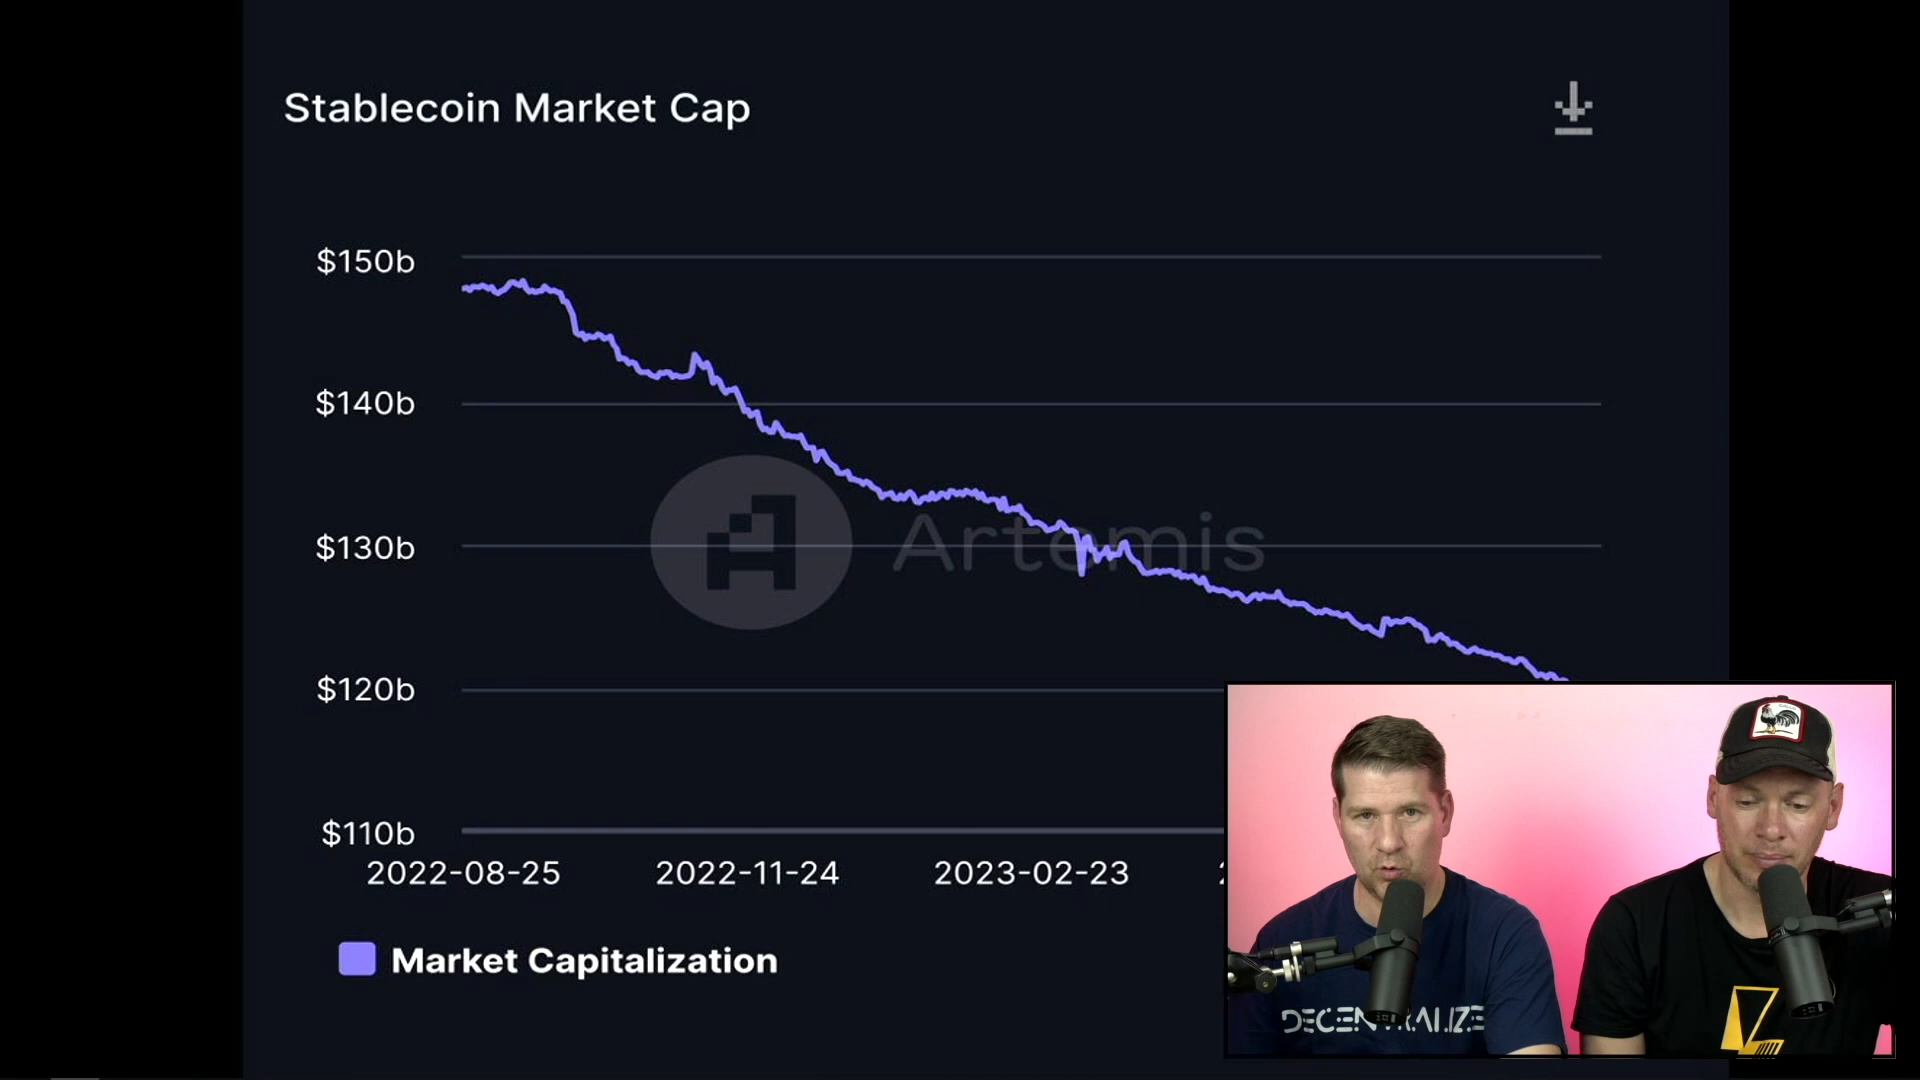 Stablecoin Market Cap
$150b
$140b
$130b
Artemis
$120b
$110b
2022-08-25 2022-11-24 2023-02-23
Market Capitalization
DECENTRALIZE